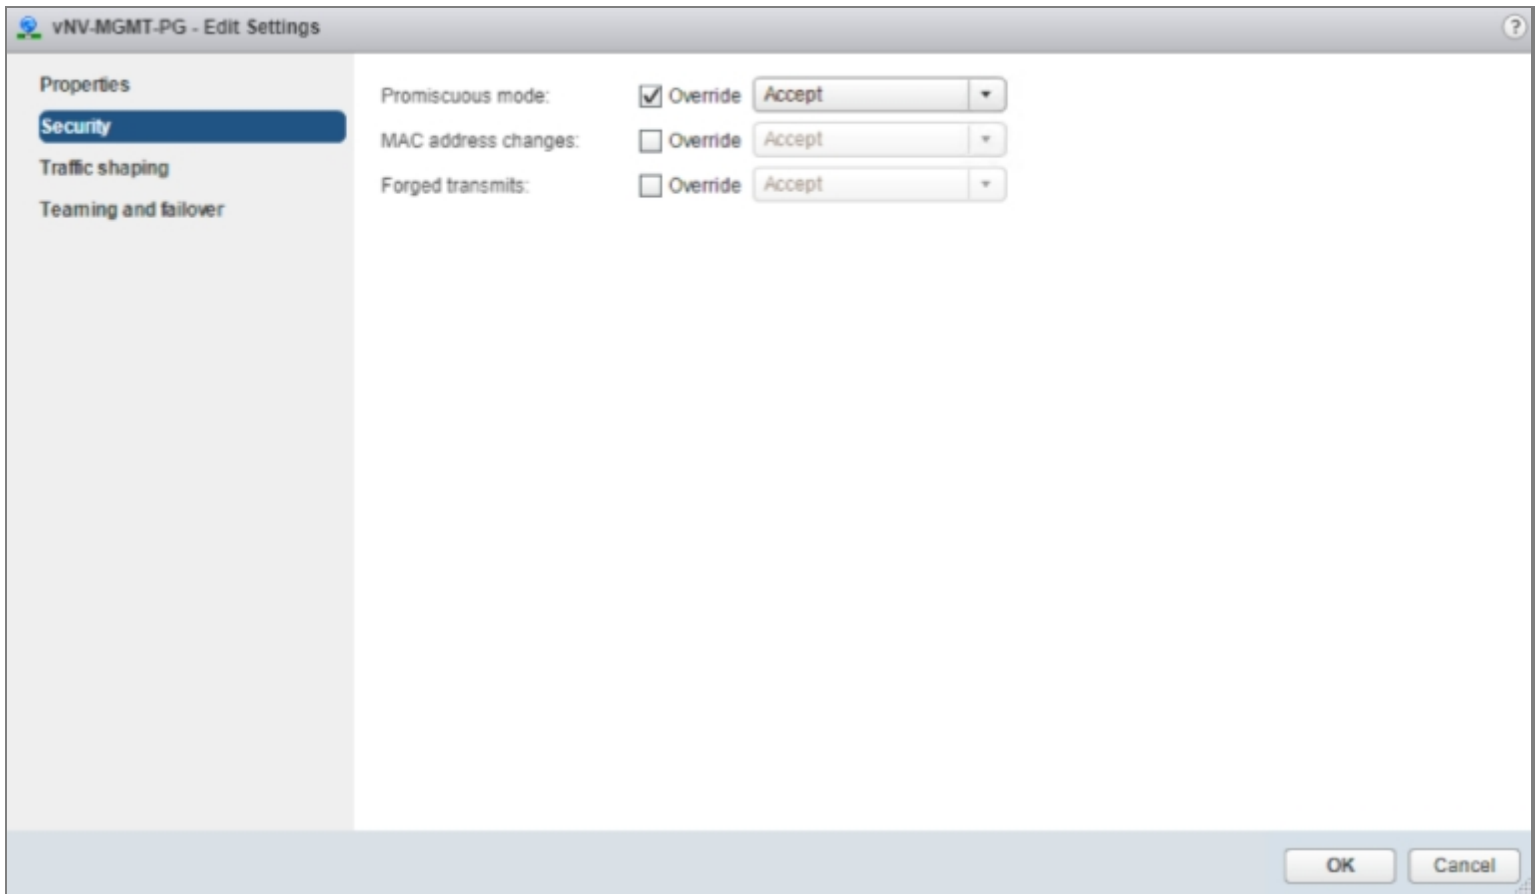 vNV-MGMT-PG - Edit Settings
?
Properties
Security
Traffic shaping
Teaming and failover
Promiscuous mode: Override Accept
MAC address changes: Override Accept
Forged transmits: Override Accept
OK Cancel